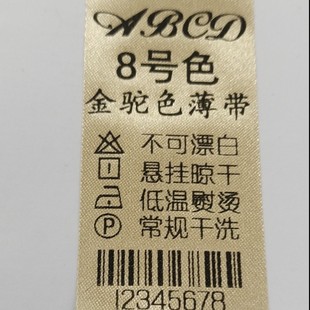 ABCD
8号色
金驼色薄带
不可漂白
悬挂晾干
低温熨烫
Ⓟ 常规干洗
12345678